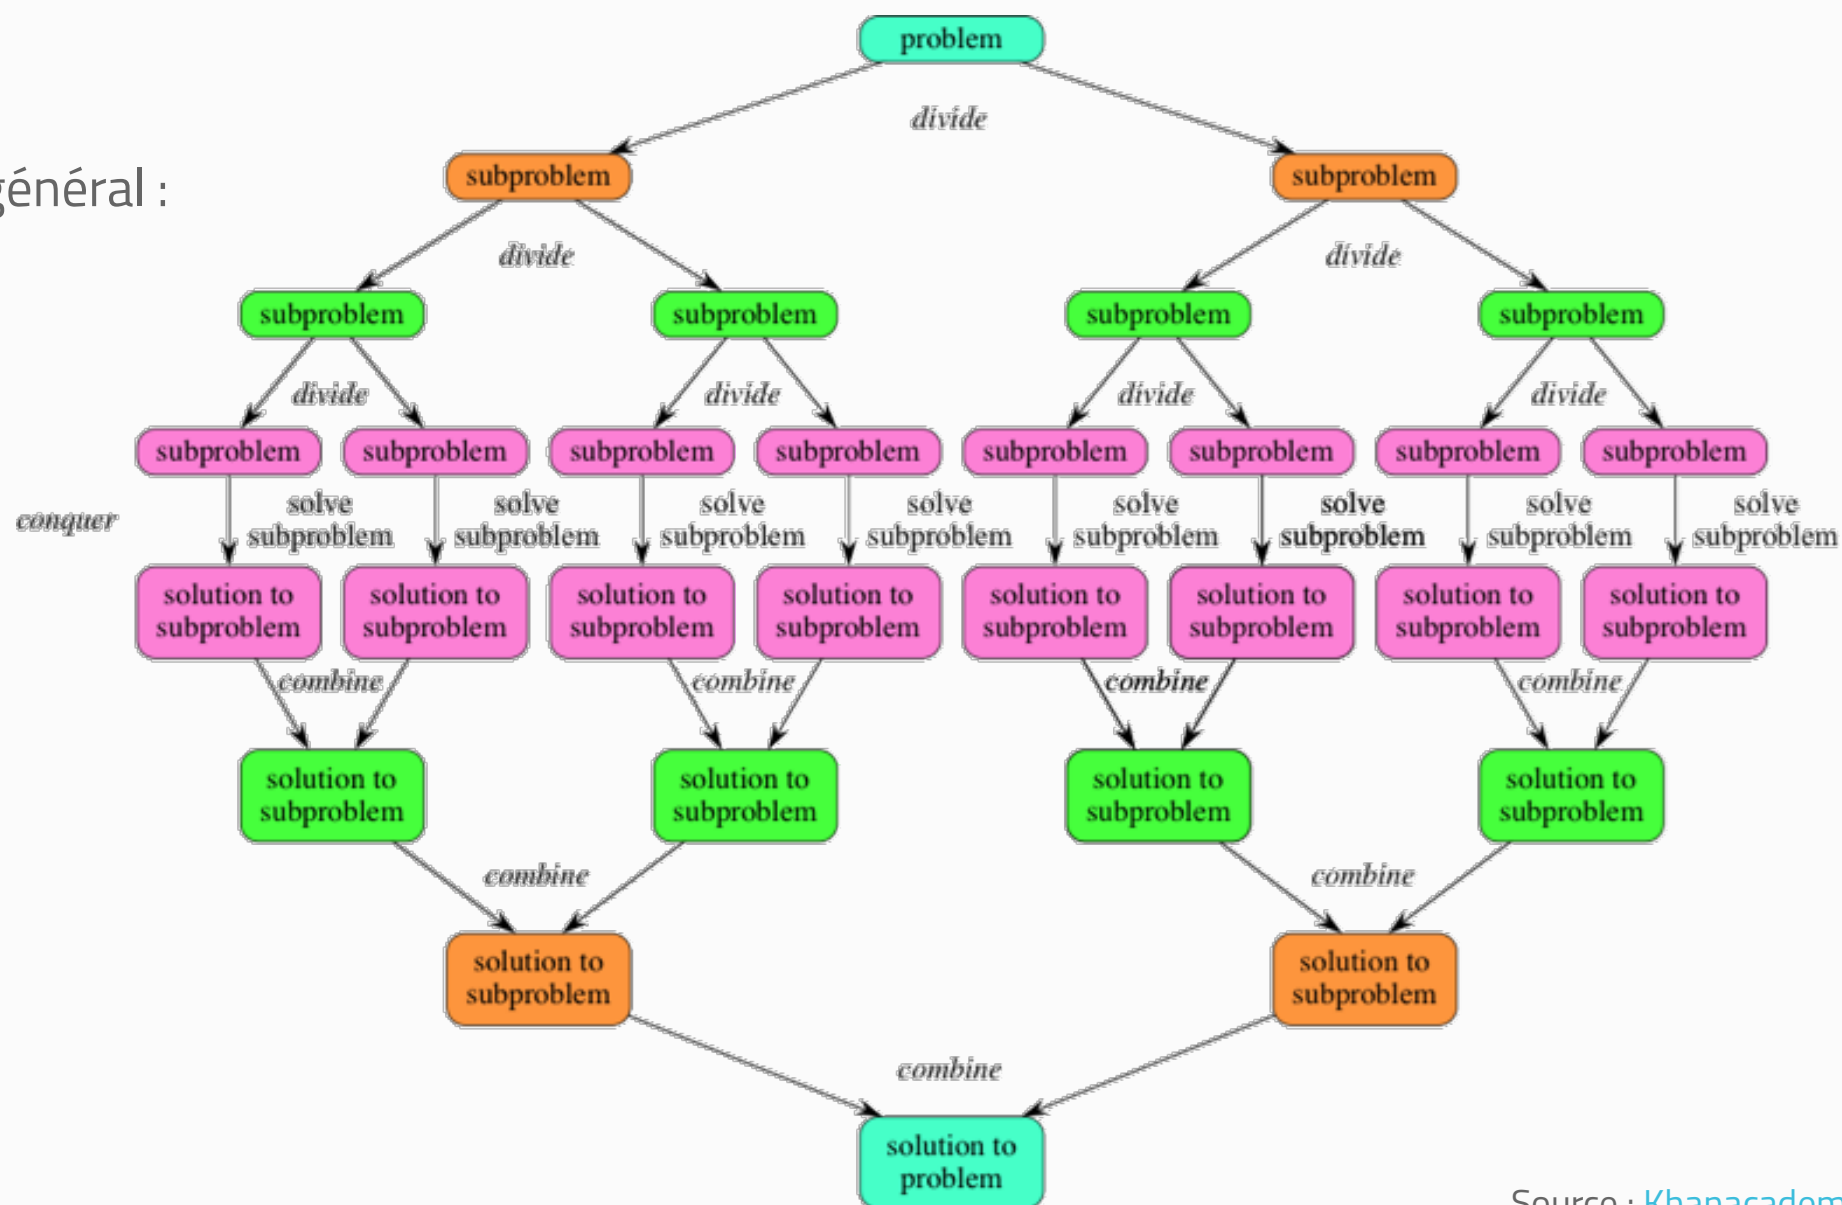 problem
divide
général :
subproblem subproblem
divide divide
subproblem subproblem subproblem subproblem
divide divide divide divide
subproblem subproblem subproblem subproblem subproblem subproblem subproblem subproblem
conquer
solve solve solve solve solve solve solve solve
subproblem subproblem subproblem subproblem subproblem subproblem subproblem subproblem
solution to solution to solution to solution to solution to solution to solution to solution to
subproblem subproblem subproblem subproblem subproblem subproblem subproblem subproblem
combine combine combine combine
solution to solution to solution to solution to
subproblem subproblem subproblem subproblem
combine combine
solution to solution to
subproblem subproblem
combine
solution to
problem
Source : Khanacadem